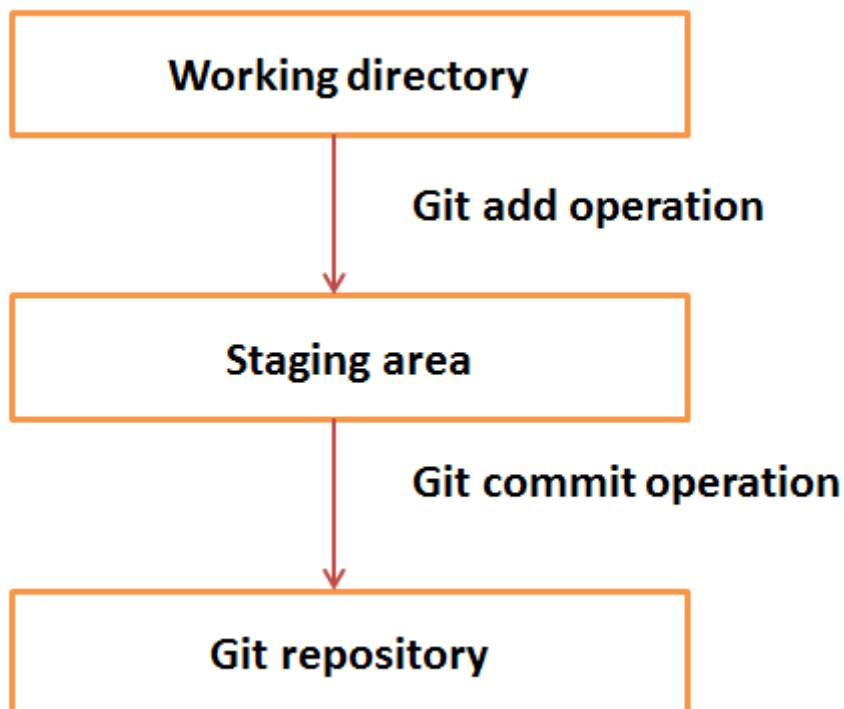 Working directory
Git add operation
Staging area
Git commit operation
Git repository